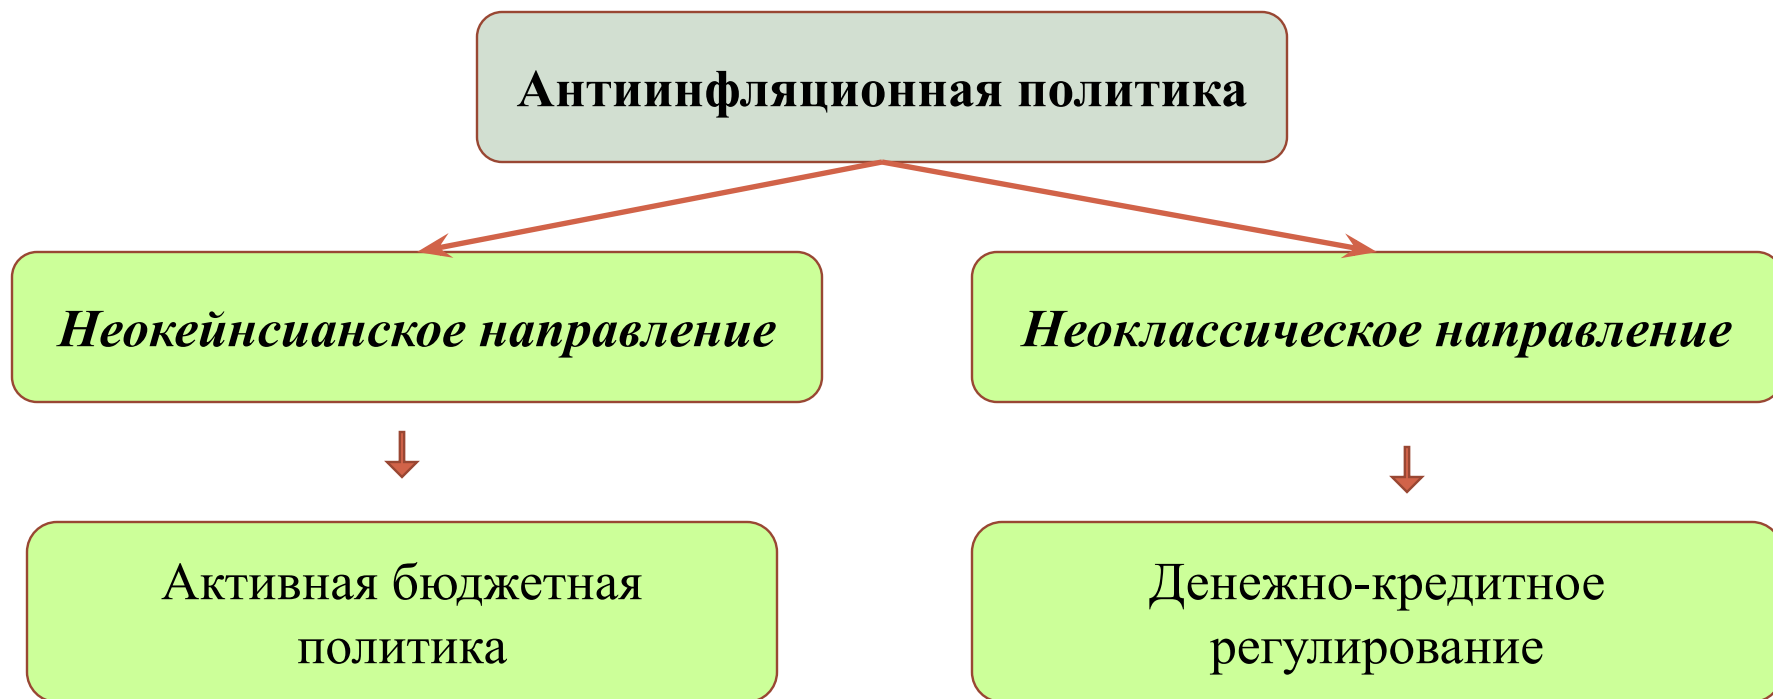 Антиинфляционная политика
Неокейнсианское направление
Неоклассическое направление
Активная бюджетная
политика
Денежно-кредитное
регулирование